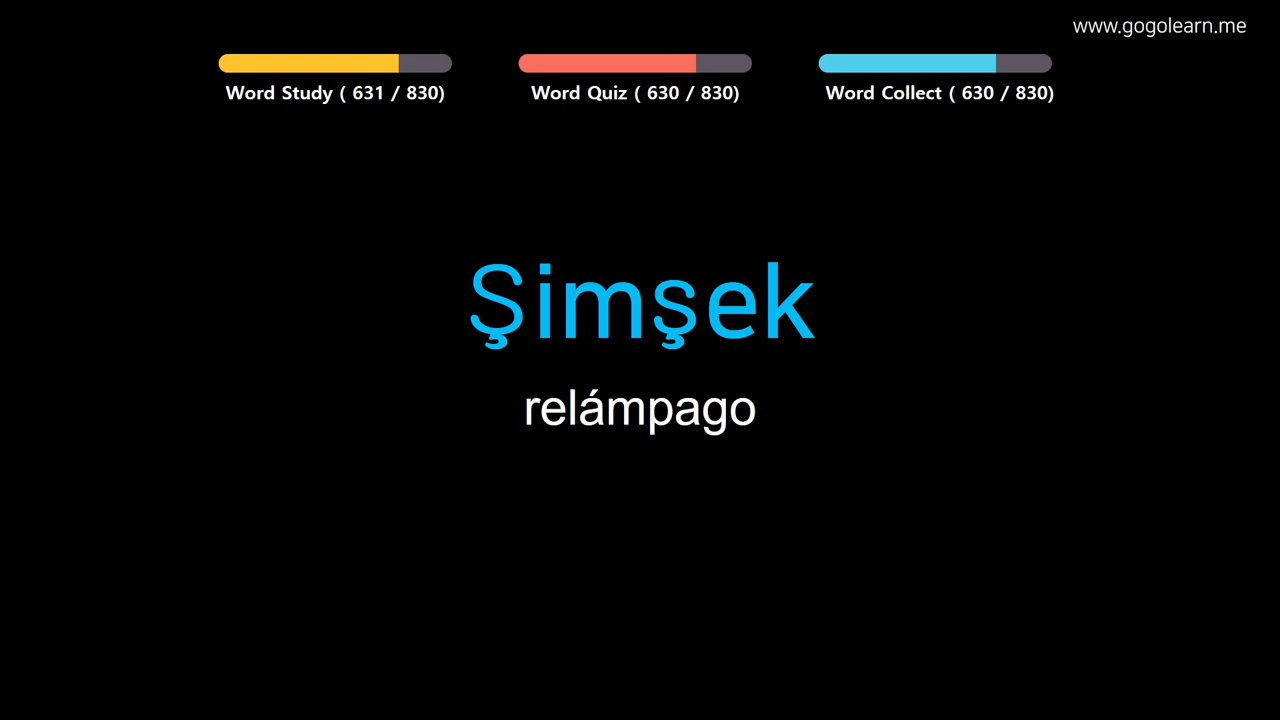 www.gogolearn.me
Word Study ( 631 / 830)
Word Quiz ( 630 / 830)
Word Collect ( 630 / 830)
Şimşek
relámpago